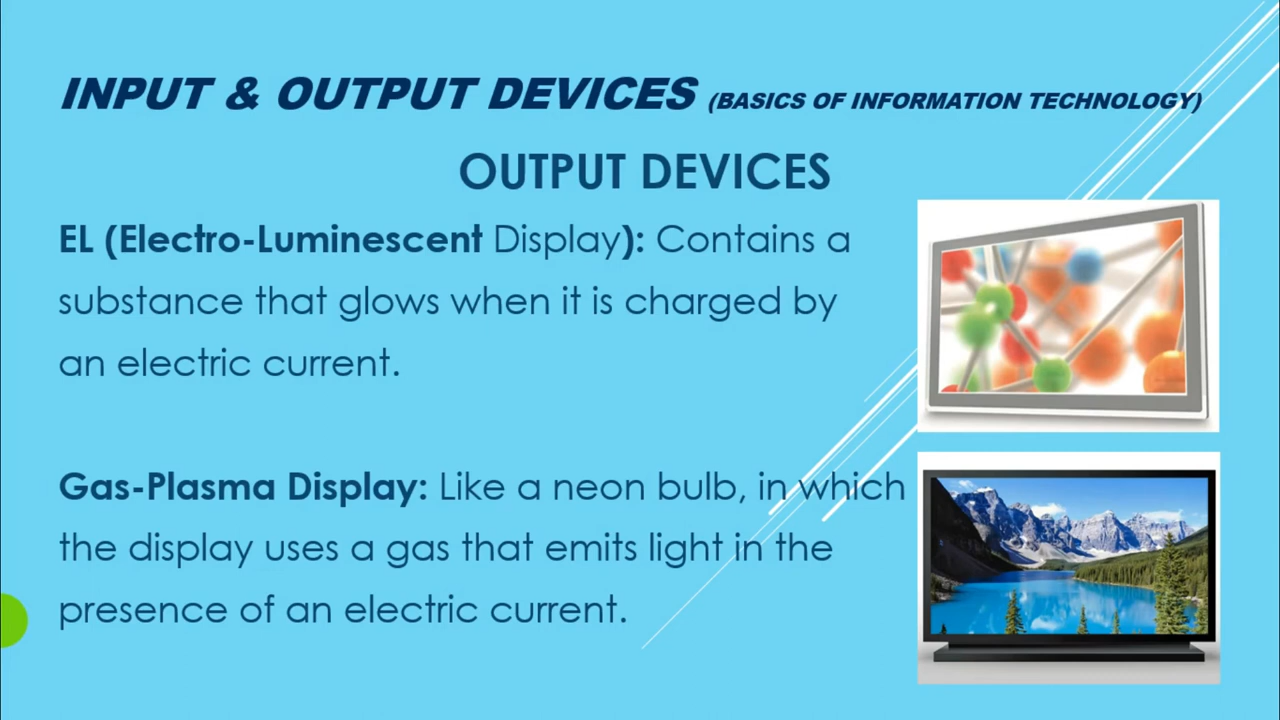 INPUT & OUTPUT DEVICES (BASICS OF INFORMATION TECHNOLOGY)
OUTPUT DEVICES
EL (Electro-Luminescent Display): Contains a
substance that glows when it is charged by
an electric current.
Gas-Plasma Display: Like a neon bulb, in which
the display uses a gas that emits light in the
presence of an electric current.